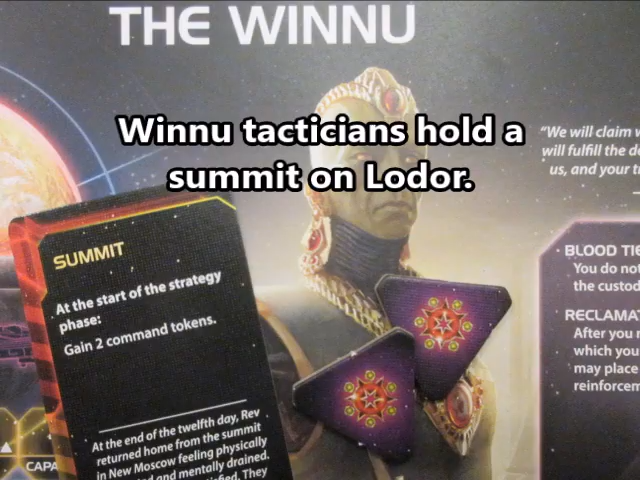 THE WINNU
Winnu tacticians hold a
summit on Lodor.
"We will claim
will fulfill the
us, and your
SUMMIT
At the start of the strategy
phase:
Gain 2 command tokens.
At the end of the twelfth day, Rev
returned home from the summit
in New Moscow feeling physically
and mentally drained.
They
BLOOD
You do not
the
RECLAMAT
After you
which you
may place
reinforcem
CAPA